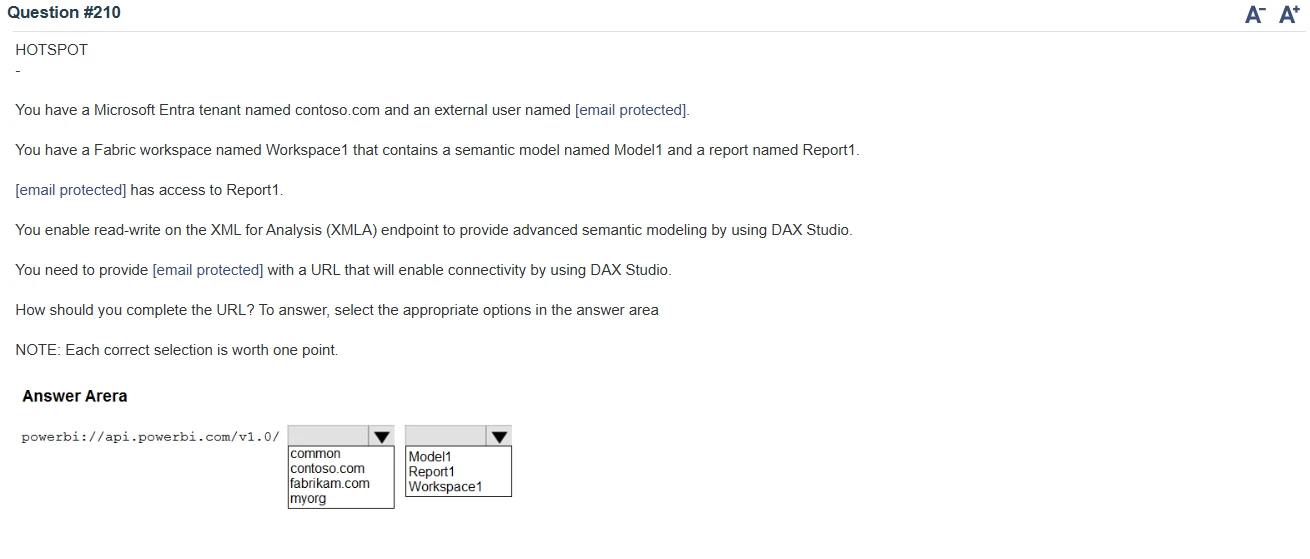 Question #210
A- A+
HOTSPOT
-
You have a Microsoft Entra tenant named contoso.com and an external user named [email protected].
You have a Fabric workspace named Workspace1 that contains a semantic model named Model1 and a report named Report1.
[email protected] has access to Report1.
You enable read-write on the XML for Analysis (XMLA) endpoint to provide advanced semantic modeling by using DAX Studio.
You need to provide [email protected] with a URL that will enable connectivity by using DAX Studio.
How should you complete the URL? To answer, select the appropriate options in the answer area
NOTE: Each correct selection is worth one point.
Answer Arera
powerbi://api.powerbi.com/v1.0/
common
contoso.com
fabrikam.com
myorg
Model1
Report1
Workspace1